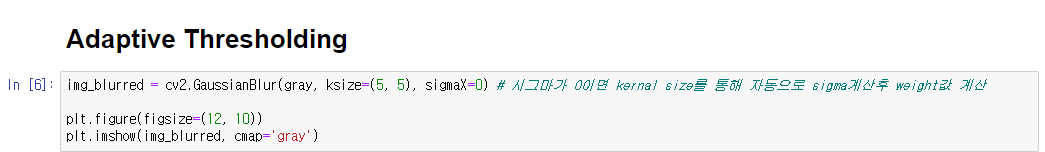 Adaptive Thresholding
In [6]: img_blurred = cv2.GaussianBlur(gray, ksize=(5, 5), sigmaX=0) # 시그마가 0이면 kernal size를 통해 자동으로 sigma계산후 weight값 계산
plt.figure(figsize=(12, 10))
plt.imshow(img_blurred, cmap='gray')